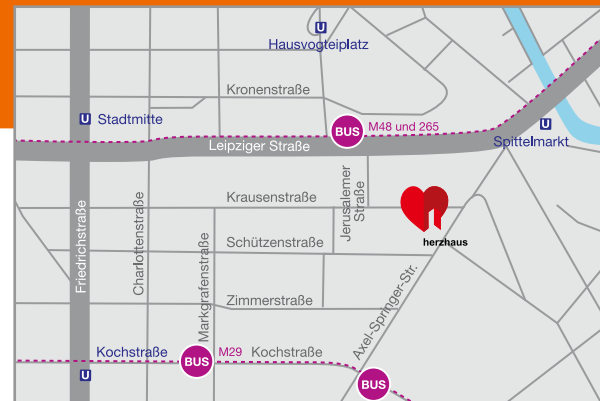 U
Hausvogteiplatz
Kronenstraße
U Stadtmitte
BUS M48 und 265
U
Spittelmarkt
Leipziger Straße
Krausenstraße
Jerusalemer
Straße
herzhaus
Friedrichstraße
Charlottenstraße
Markgrafenstraße
Schützenstraße
Zimmerstraße
Axel-Springer-Str.
Kochstraße
BUS M29
Kochstraße
U
BUS